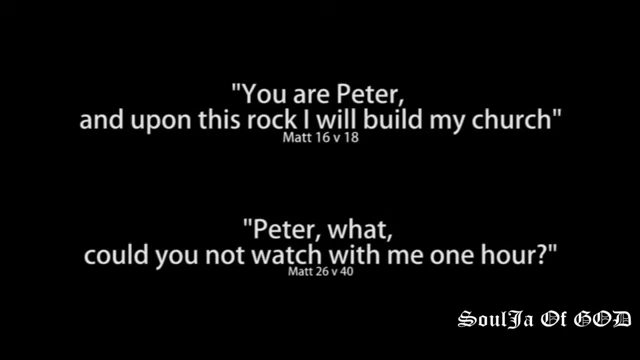 "You are Peter,
and upon this rock I will build my church"
Matt 16 v 18
"Peter, what,
could you not watch with me one hour?"
Matt 26 v 40
SoulJa Of GOD